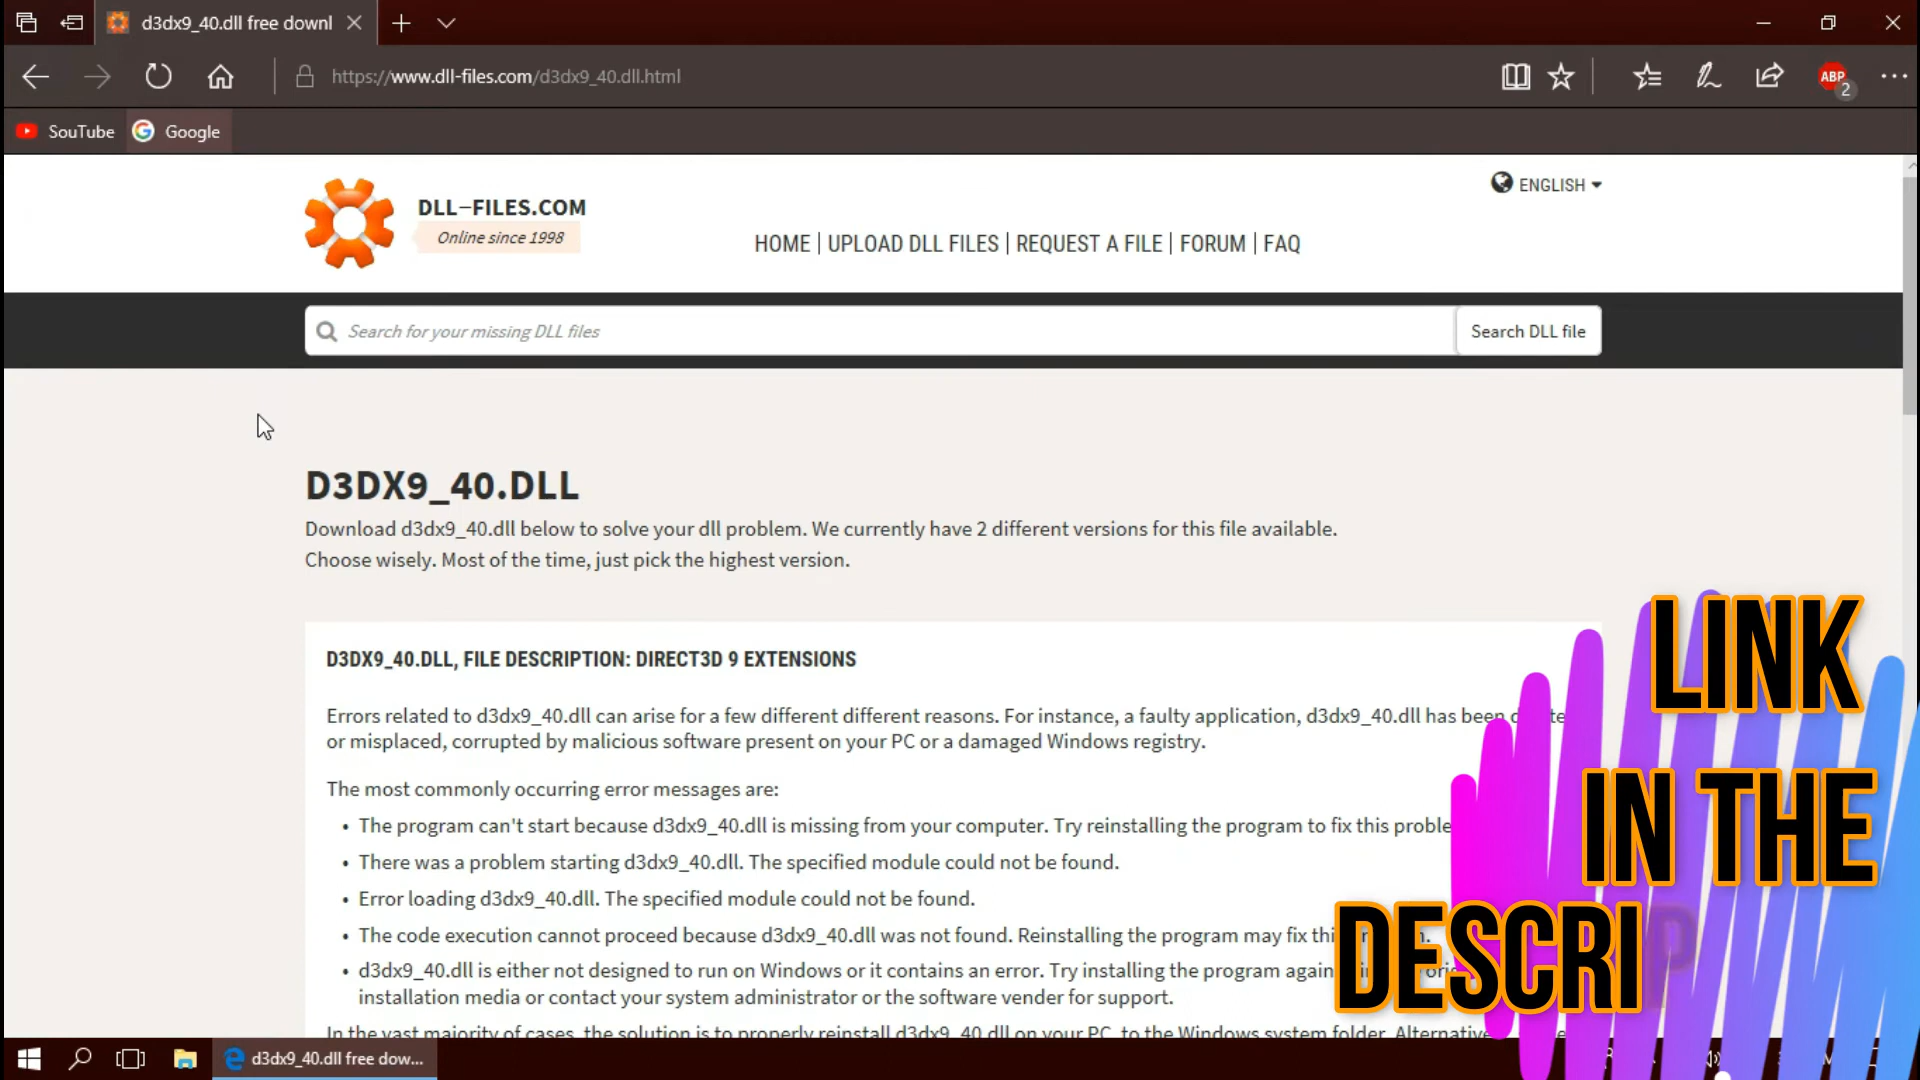 d3dx9_40.dll free downl
https://www.dll-files.com/d3dx9_40.dll.html
ABP
2
SouTube
Google
DLL-FILES.COM
Online since 1998
ENGLISH
HOME | UPLOAD DLL FILES | REQUEST A FILE | FORUM | FAQ
Search for your missing DLL files
Search DLL file
D3DX9_40.DLL
Download d3dx9_40.dll below to solve your dll problem. We currently have 2 different versions for this file available.
Choose wisely. Most of the time, just pick the highest version.
D3DX9_40.DLL, FILE DESCRIPTION: DIRECT3D 9 EXTENSIONS
Errors related to d3dx9_40.dll can arise for a few different different reasons. For instance, a faulty application, d3dx9_40.dll has been
or misplaced, corrupted by malicious software present on your PC or a damaged Windows registry.
The most commonly occurring error messages are:
• The program can't start because d3dx9_40.dll is missing from your computer. Try reinstalling the program to fix this proble
• There was a problem starting d3dx9_40.dll. The specified module could not be found.
• Error loading d3dx9_40.dll. The specified module could not be found.
• The code execution cannot proceed because d3dx9_40.dll was not found. Reinstalling the program may fix thi
• d3dx9_40.dll is either not designed to run on Windows or it contains an error. Try installing the program again
installation media or contact your system administrator or the software vender for support.
In the vast majority of cases, the solution is to properly reinstall d3dx9_40.dll on your PC, to the Windows system folder.
LINK
IN THE
DESCRIP
d3dx9_40.dll free dow...